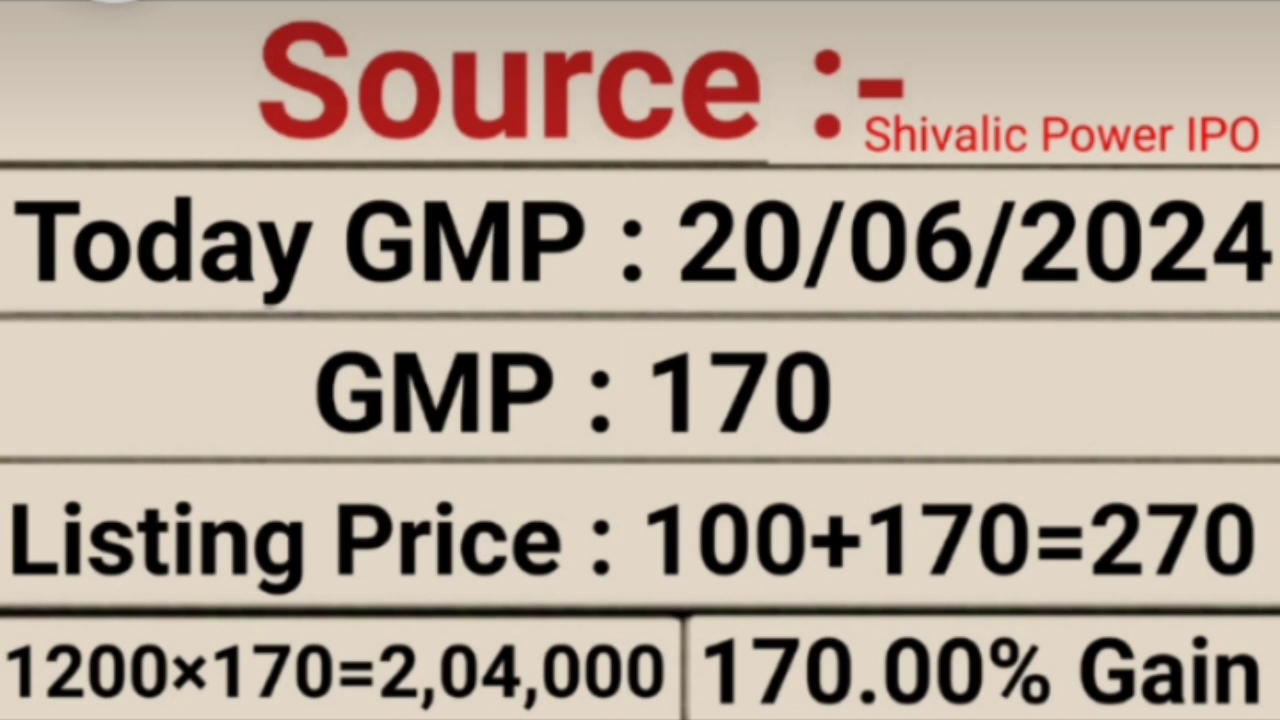 Source :-
Shivalic Power IPO
Today GMP : 20/06/2024
GMP : 170
Listing Price : 100+170=270
1200×170=2,04,000
170.00% Gain